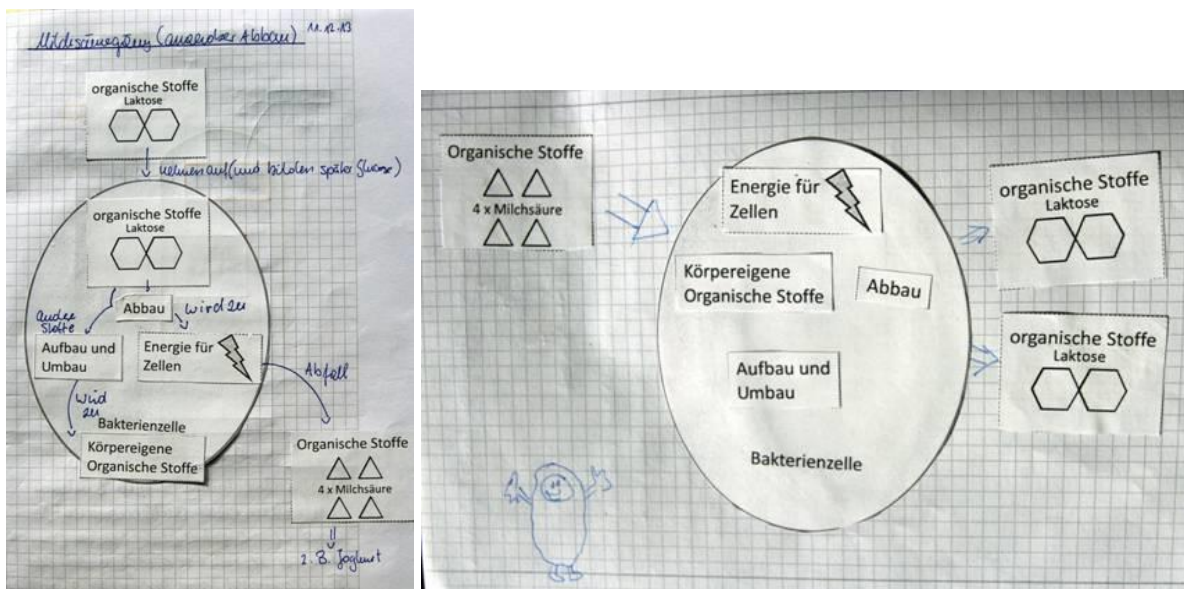 Milchsäuregärung (anaerober Abbau) 11.12.13
organische Stoffe
Laktose
nehmen auf (und bilden später Glucose)
organische Stoffe
Laktose
Abbau
wird zu
andere
Stoffe
Aufbau und
Umbau
Energie für
Zellen
Abfall
wird
zu
Bakterienzelle
Körpereigene
Organische Stoffe
Organische Stoffe
4 x Milchsäure
z.B. Joghurt
Organische Stoffe
4 x Milchsäure
Energie für
Zellen
Körpereigene
Organische Stoffe
Abbau
Aufbau und
Umbau
Bakterienzelle
organische Stoffe
Laktose
organische Stoffe
Laktose